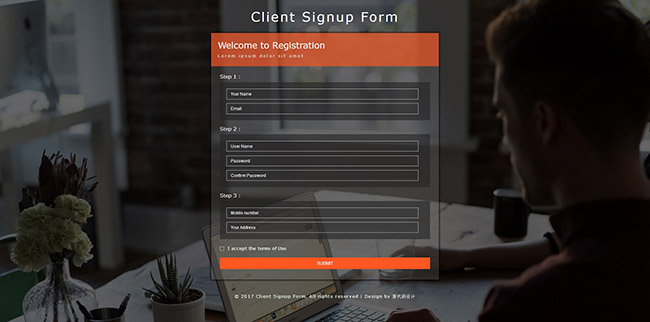 Client Signup Form
Welcome to Registration
Lorem ipsum dolor sit amet
Step 1 :
Your Name
Email
Step 2 :
User Name
Password
Confirm Password
Step 3 :
Mobile number
Your Address
I accept the terms of Use
SUBMIT
© 2017 Client Signup Form. All rights reserved | Design by